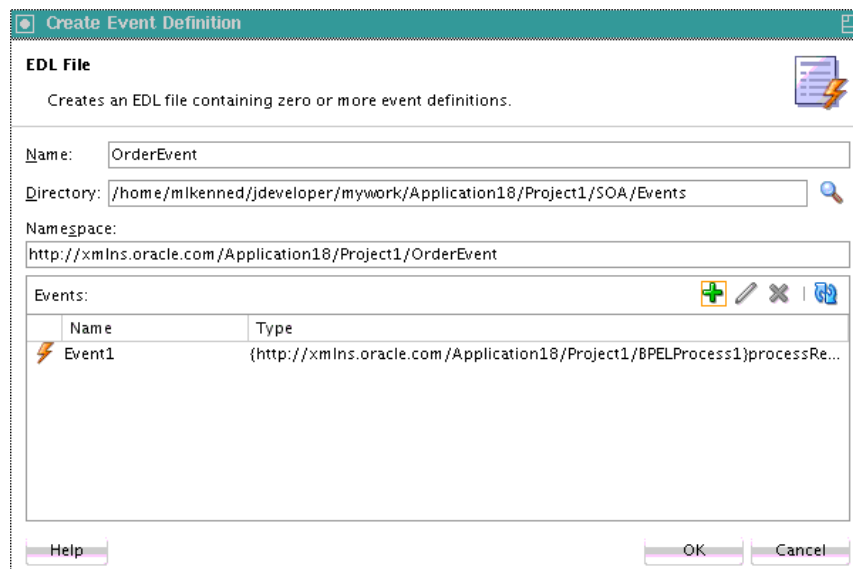 Create Event Definition
EDL File
Creates an EDL file containing zero or more event definitions.
Name: OrderEvent
Directory: /home/mlkenned/jdeveloper/mywork/Application18/Project1/SOA/Events
Namespace:
http://xmlns.oracle.com/Application18/Project1/OrderEvent
Events:
Name Type
Event1 {http://xmlns.oracle.com/Application18/Project1/BPELProcess1}processRe...
Help OK Cancel